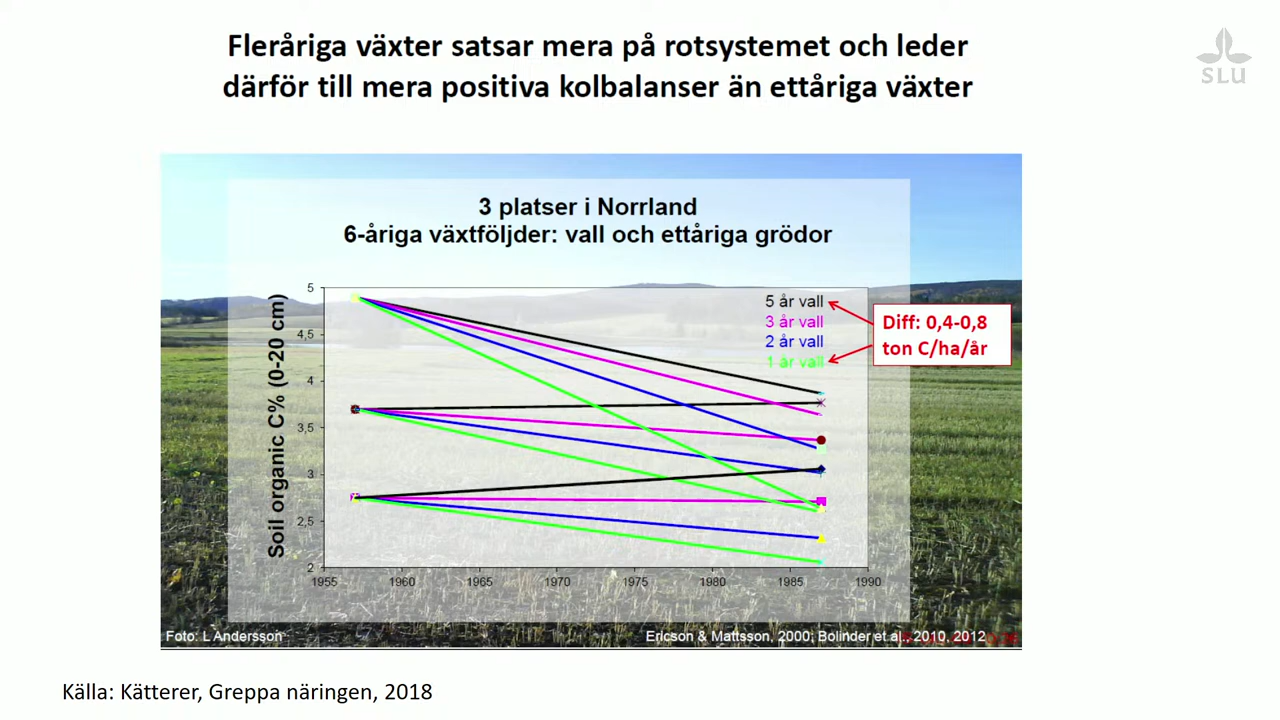 Fleråriga växter satsar mera på rotsystemet och leder
därför till mera positiva kolbalanser än ettåriga växter
SLU
3 platser i Norrland
6-åriga växtföljder: vall och ettåriga grödor
Soil organic C% (0-20 cm)
5
4,5
4
3,5
3
2,5
2
1955 1960 1965 1970 1975 1980 1985 1990
5 år vall
3 år vall
2 år vall
1 år vall
Diff: 0,4-0,8
ton C/ha/år
Foto: L Andersson
Ericson & Mattsson, 2000; Bolinder et al., 2010, 2012
Källa: Kätterer, Greppa näringen, 2018